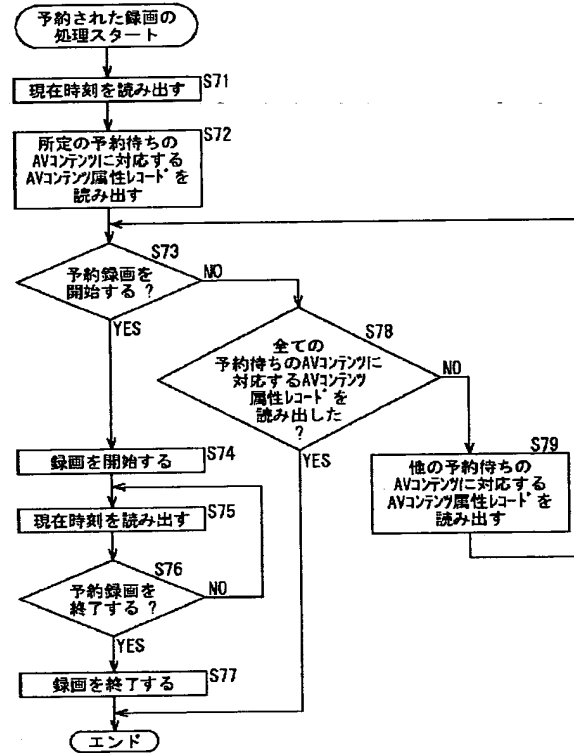 予約された録画の
処理スタート
S71
現在時刻を読み出す
S72
所定の予約待ちの
AVコンテンツに対応する
AVコンテンツ属性レコードを
読み出す
S73
予約録画を
開始する?
NO
YES
S78
全ての
予約待ちのAVコンテンツに
対応するAVコンテンツ
属性レコードを
読み出した
?
NO
YES
S79
他の予約待ちの
AVコンテンツに対応する
AVコンテンツ属性レコードを
読み出す
S74
録画を開始する
S75
現在時刻を読み出す
S76
予約録画を
終了する?
NO
YES
S77
録画を終了する
エンド